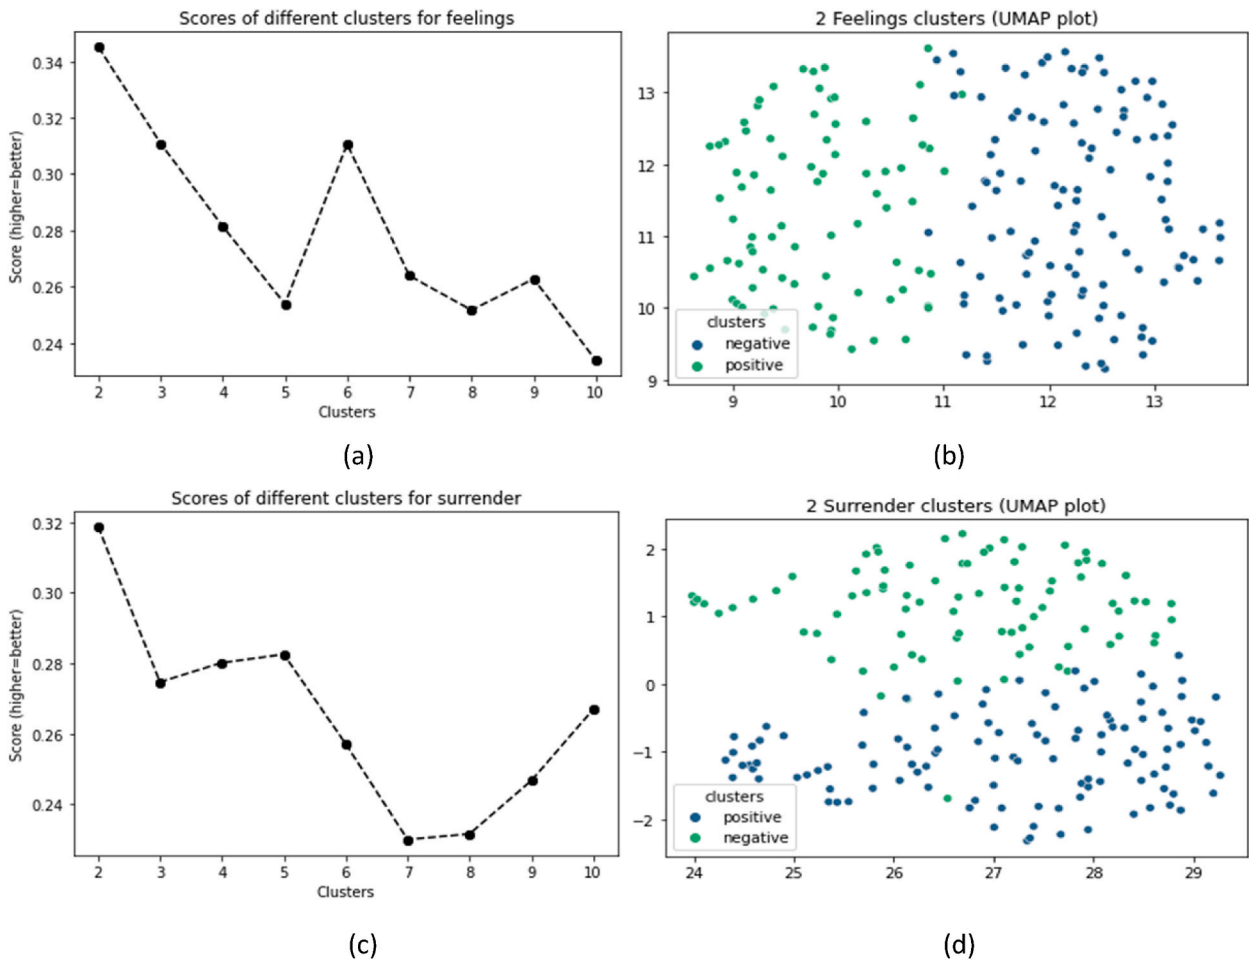 Scores of different clusters for feelings
Score (higher=better)
0.34
0.32
0.30
0.28
0.26
0.24
2 3 4 5 6 7 8 9 10
Clusters
(a)
2 Feelings clusters (UMAP plot)
13
12
11
10
9
clusters
negative
positive
9 10 11 12 13
(b)
Scores of different clusters for surrender
Score (higher=better)
0.32
0.30
0.28
0.26
0.24
2 3 4 5 6 7 8 9 10
Clusters
(c)
2 Surrender clusters (UMAP plot)
2
1
0
−1
−2
clusters
positive
negative
24 25 26 27 28 29
(d)